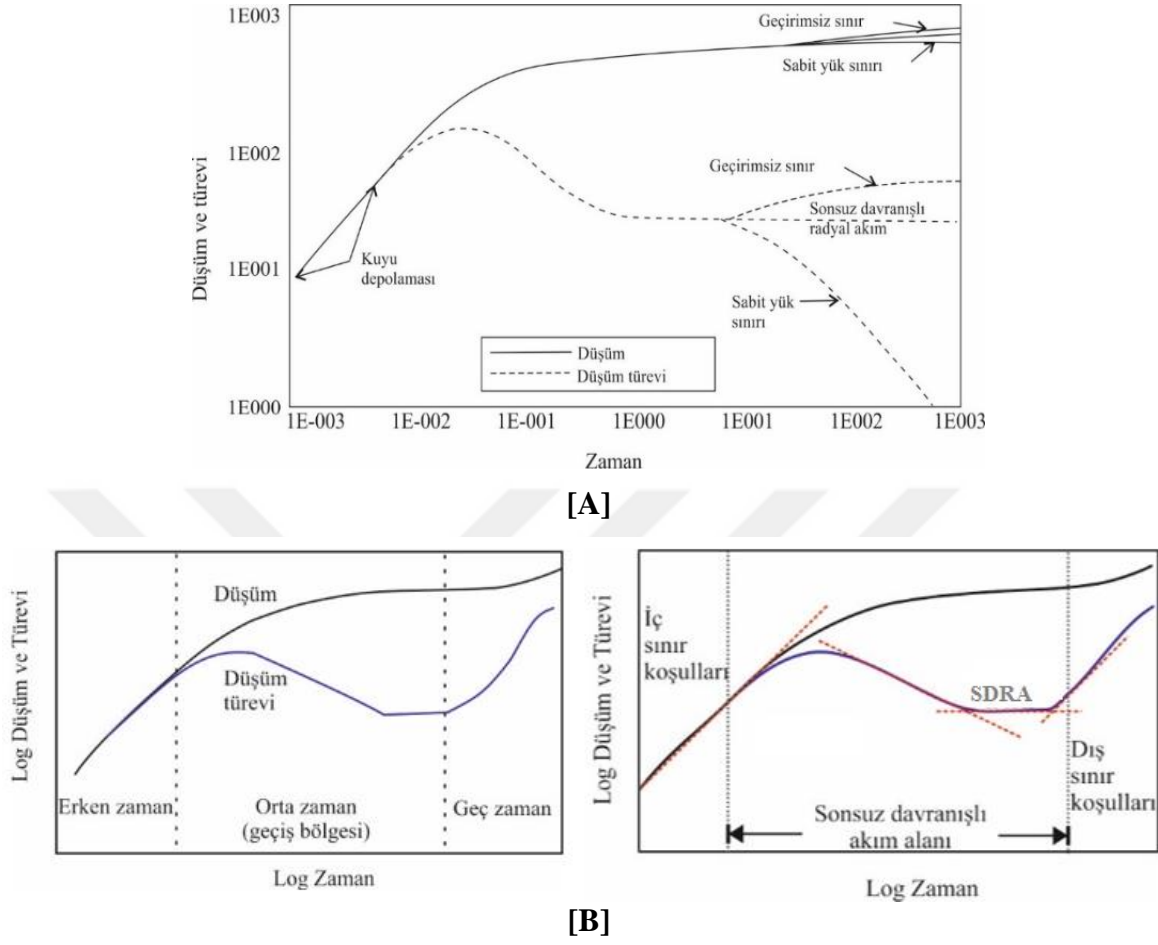 1E003
1E002
1E001
1E000
Düşüm ve türevi
Geçirimsiz sınır
Sabit yük sınırı
Geçirimsiz sınır
Sonsuz davranışlı
radyal akım
Kuyu
depolaması
Sabit yük
sınırı
Düşüm
Düşüm türevi
1E-003
1E-002
1E-001
1E000
1E001
1E002
1E003
Zaman
[A]
Log Düşüm ve Türevi
Düşüm
Düşüm
türevi
Erken zaman
Orta zaman
(geçiş bölgesi)
Geç zaman
Log Zaman
Log Düşüm ve Türevi
İç
sınır
koşulları
SDRA
Dış
sınır
koşulları
Sonsuz davranışlı
akım alanı
Log Zaman
[B]